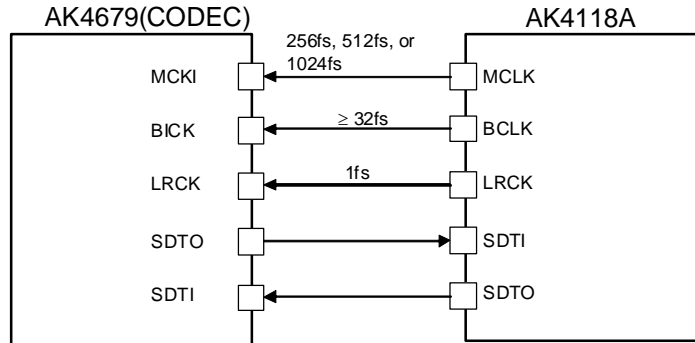 AK4679(CODEC)
AK4118A
256fs, 512fs, or
1024fs
MCKI
MCLK
BICK
≥ 32fs
BCLK
LRCK
1fs
LRCK
SDTO
SDTI
SDTI
SDTO